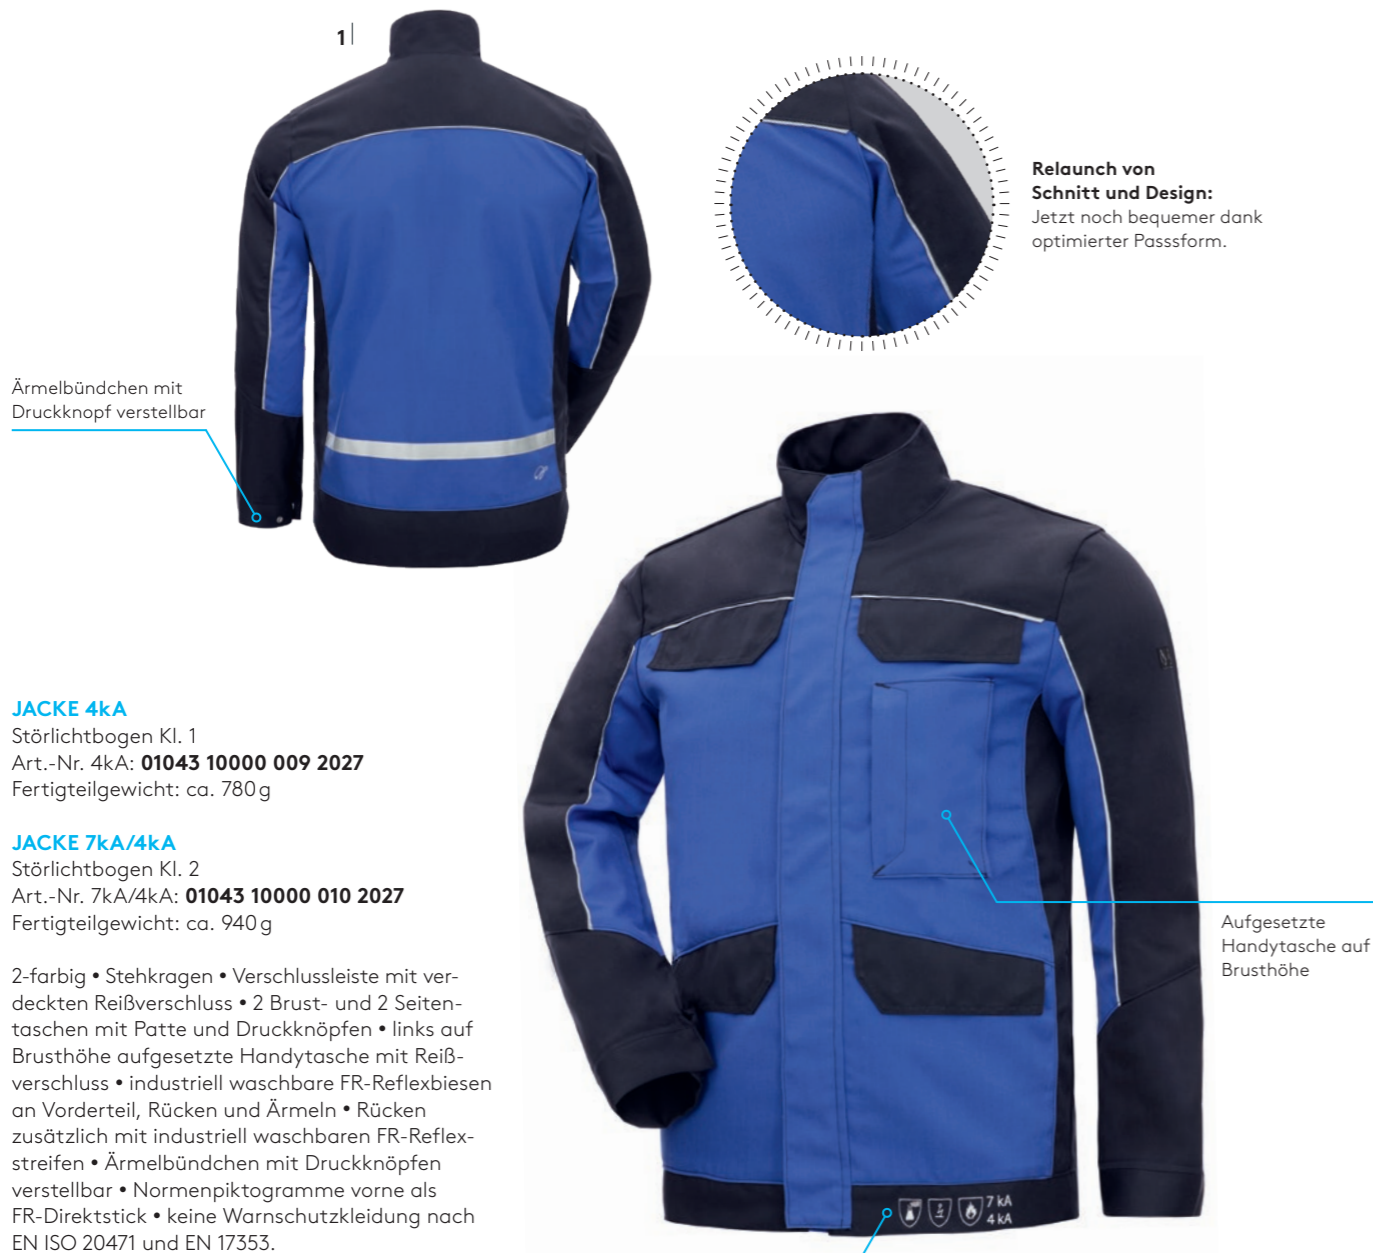 1
Relaunch von
Schnitt und Design:
Jetzt noch bequemer dank
optimierter Passsform.
Ärmelbündchen mit
Druckknopf verstellbar
JACKE 4kA
Störlichtbogen Kl. 1
Art.-Nr. 4kA: 01043 10000 009 2027
Fertigteilgewicht: ca. 780 g
JACKE 7kA/4kA
Störlichtbogen Kl. 2
Art.-Nr. 7kA/4kA: 01043 10000 010 2027
Fertigteilgewicht: ca. 940 g
2-farbig • Stehkragen • Verschlussleiste mit ver-
deckten Reißverschluss • 2 Brust- und 2 Seiten-
taschen mit Patte und Druckknöpfen • links auf
Brusthöhe aufgesetzte Handytasche mit Reiß-
verschluss • industriell waschbare FR-Reflexbiesen
an Vorderteil, Rücken und Ärmeln • Rücken
zusätzlich mit industriell waschbaren FR-Reflex-
streifen • Ärmelbündchen mit Druckknöpfen
verstellbar • Normenpiktogramme vorne als
FR-Direktstick • keine Warnschutzkleidung nach
EN ISO 20471 und EN 17353.
Aufgesetzte
Handytasche auf
Brusthöhe
7 kA
4 kA